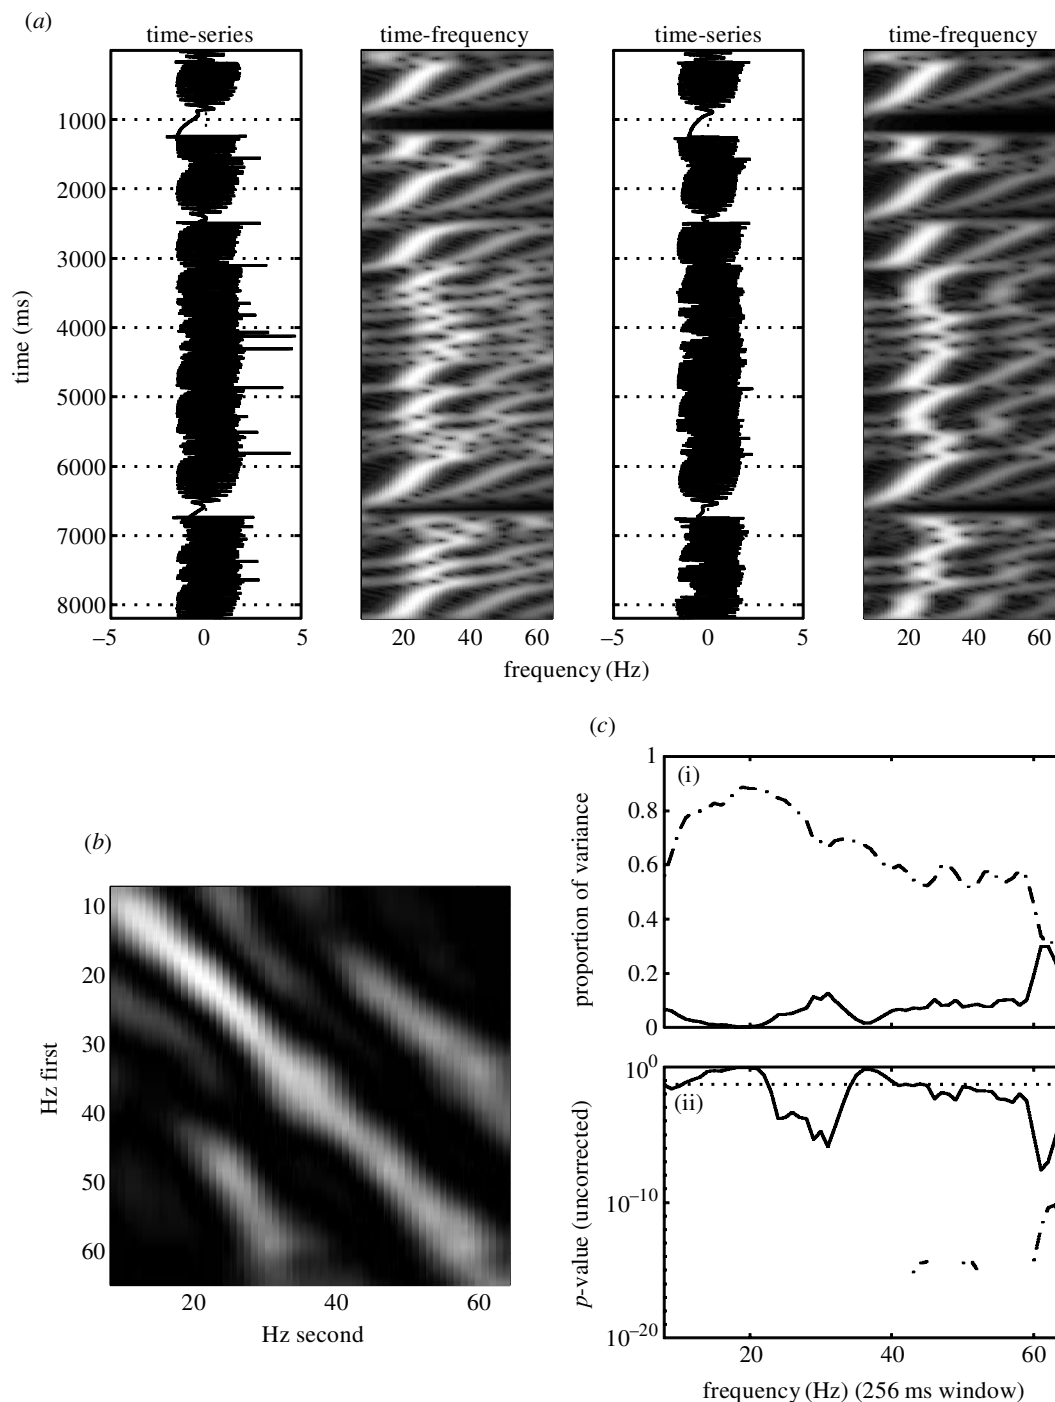 (a)
time-series
time-frequency
time-series
time-frequency
time (ms)
1000
2000
3000
4000
5000
6000
7000
8000
–5 0 5
20 40 60
–5 0 5
20 40 60
frequency (Hz)
(b)
Hz first
10
20
30
40
50
60
20 40 60
Hz second
(c)
(i)
proportion of variance
1
0.8
0.6
0.4
0.2
0
(ii)
p-value (uncorrected)
10^0
10^–10
10^–20
20 40 60
frequency (Hz) (256 ms window)